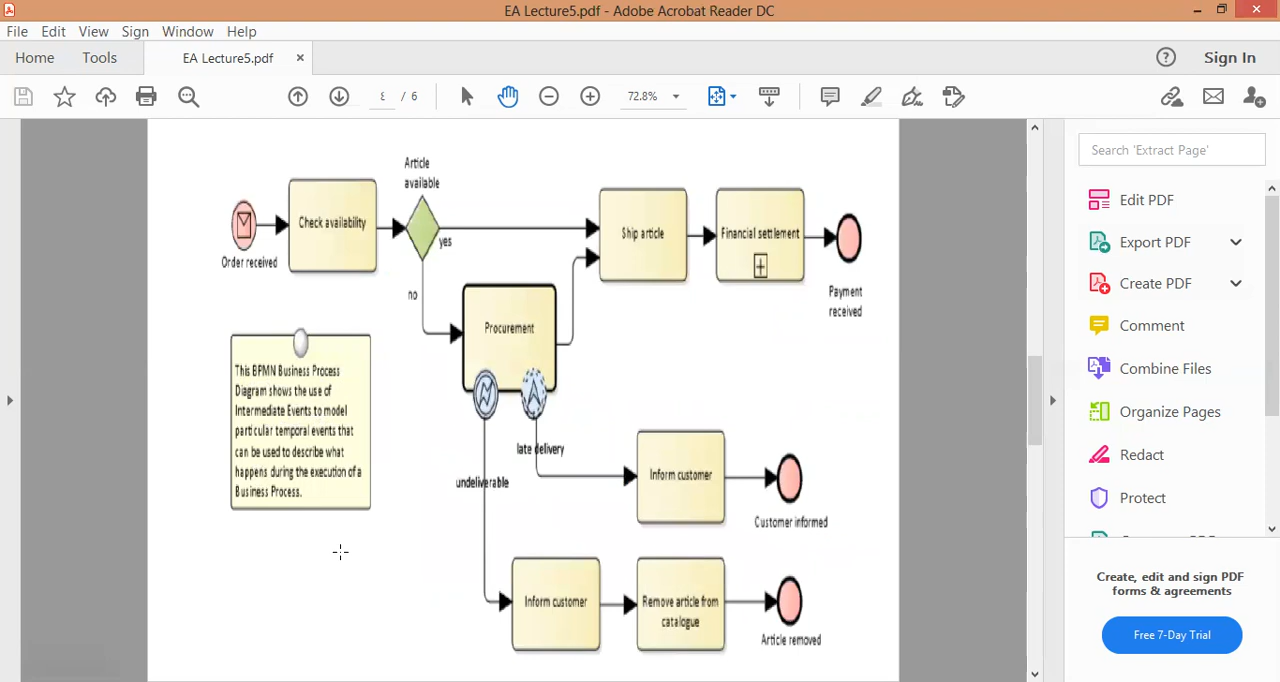 EA Lecture5.pdf - Adobe Acrobat Reader DC
File Edit View Sign Window Help
Home Tools EA Lecture5.pdf × Sign In
/ 6 72.8%
Search 'Extract Page'
Edit PDF
Export PDF
Create PDF
Comment
Combine Files
Organize Pages
Redact
Protect
Create, edit and sign PDF
forms & agreements
Free 7-Day Trial
Article
available
Order received
Check availability
yes
no
Ship article
Financial settlement
Payment
received
Procurement
This BPMN Business Process
Diagram shows the use of
Intermediate Events to model
particular temporal events that
can be used to describe what
happens during the execution of a
Business Process.
late delivery
undeliverable
Inform customer
Customer informed
Inform customer
Remove article from
catalogue
Article removed